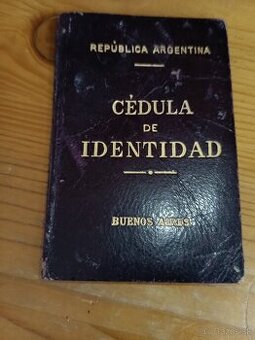 REPÚBLICA ARGENTINA
CÉDULA
DE
IDENTIDAD
BUENOS AIRES